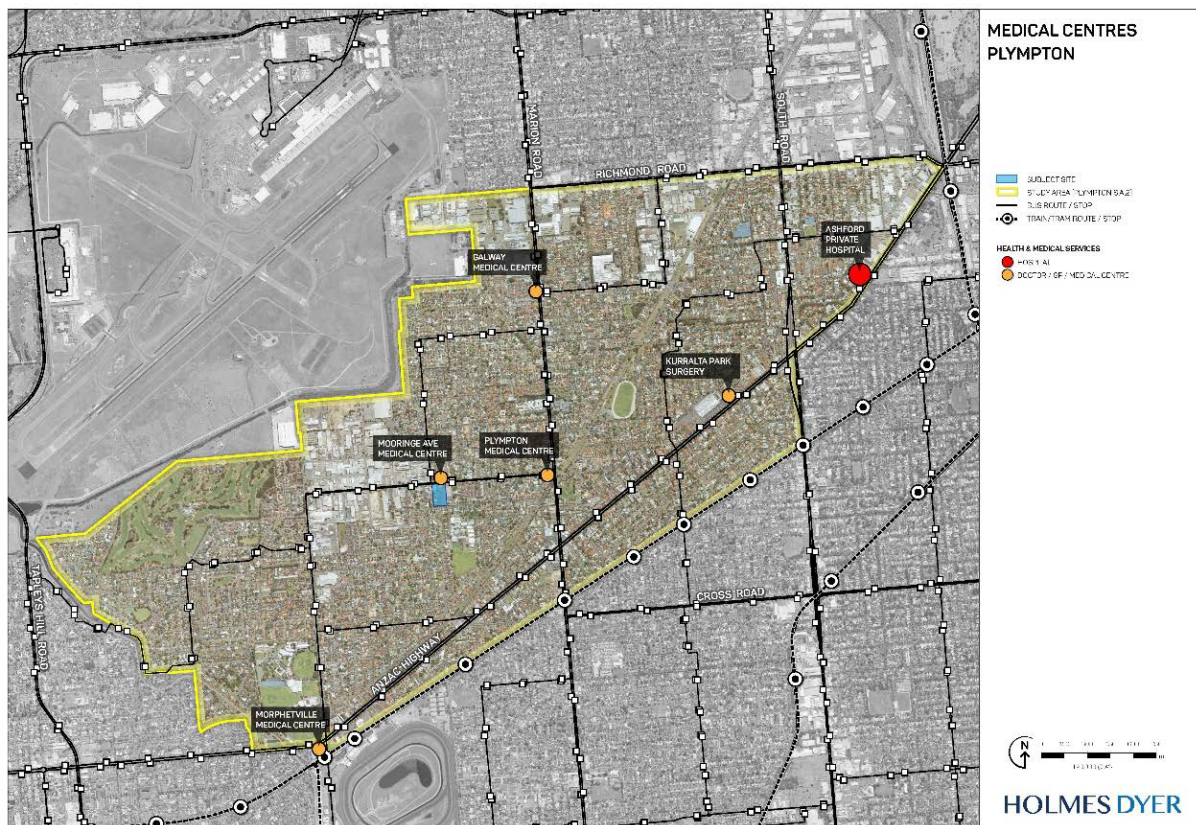 MEDICAL CENTRES
PLYMPTON
SUBJECT SITE
STUDY AREA [PLYMPTON SA2]
BUS ROUTE / STOP
TRAIN/TRAM ROUTE / STOP
HEALTH & MEDICAL SERVICES
HOSPITAL
DOCTOR / GP / MEDICAL CENTRE
MARION ROAD
SOUTH ROAD
RICHMOND ROAD
ASHFORD
PRIVATE
HOSPITAL
GALWAY
MEDICAL CENTRE
KURRALTA PARK
SURGERY
MOORINGE AVE
MEDICAL CENTRE
PLYMPTON
MEDICAL CENTRE
TAPLEYS HILL ROAD
CROSS ROAD
ANZAC HIGHWAY
MORPHETVILLE
MEDICAL CENTRE
N
HOLMES DYER